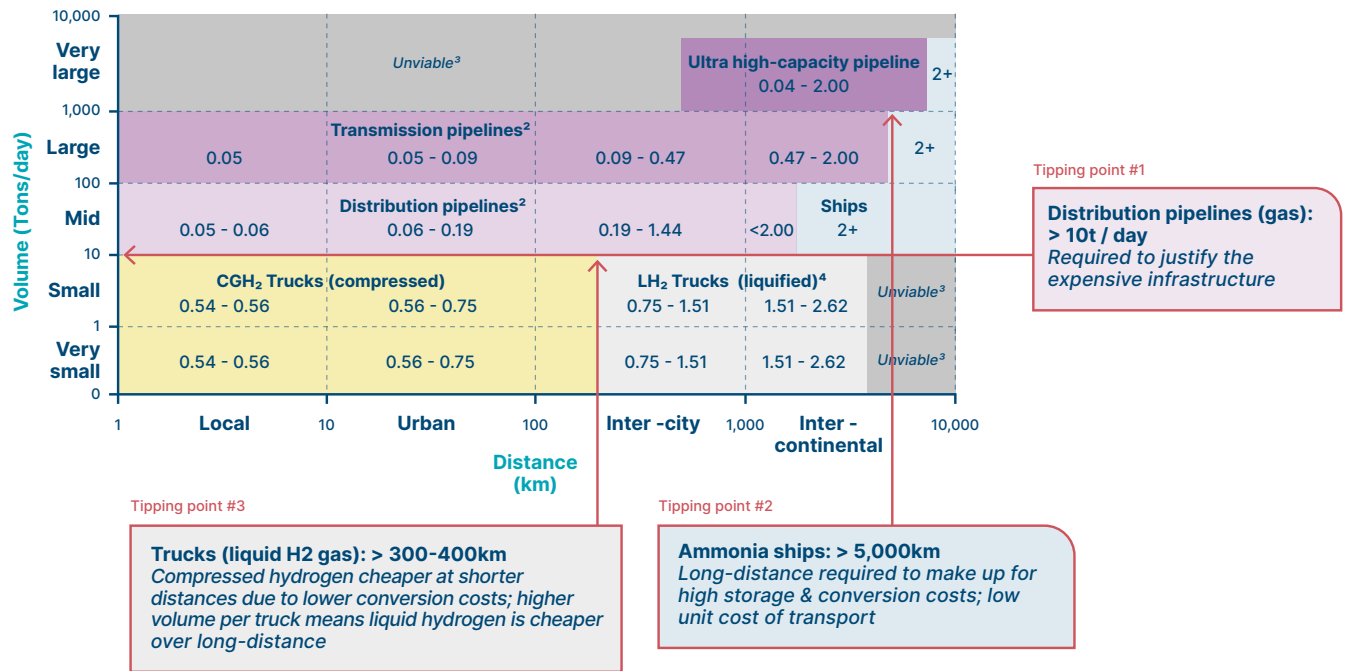 10,000
Very
large
Unviable³
Ultra high-capacity pipeline
0.04 - 2.00
2+
1,000
Large
Transmission pipelines²
0.05
0.05 - 0.09
0.09 - 0.47
0.47 - 2.00
2+
100
Mid
Distribution pipelines²
Ships
0.05 - 0.06
0.06 - 0.19
0.19 - 1.44
<2.00
2+
10
Small
CGH₂ Trucks (compressed)
LH₂ Trucks (liquified)⁴
0.54 - 0.56
0.56 - 0.75
0.75 - 1.51
1.51 - 2.62
Unviable³
1
Very
small
0.54 - 0.56
0.56 - 0.75
0.75 - 1.51
1.51 - 2.62
Unviable³
0
Volume (Tons/day)
1
Local
10
Urban
100
Inter -city
1,000
Inter -
continental
10,000
Distance
(km)
Tipping point #1
Distribution pipelines (gas):
> 10t / day
Required to justify the
expensive infrastructure
Tipping point #3
Trucks (liquid H2 gas): > 300-400km
Compressed hydrogen cheaper at shorter
distances due to lower conversion costs; higher
volume per truck means liquid hydrogen is cheaper
over long-distance
Tipping point #2
Ammonia ships: > 5,000km
Long-distance required to make up for
high storage & conversion costs; low
unit cost of transport